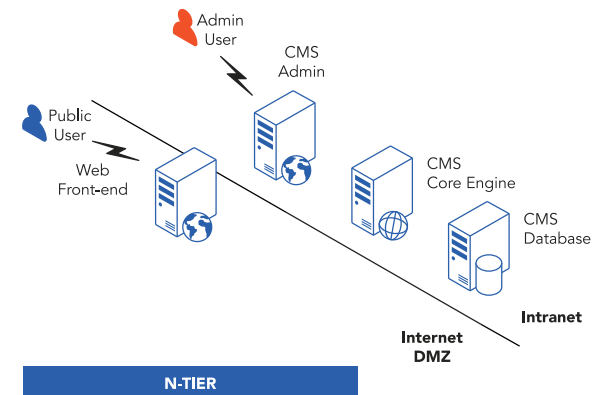 Admin
User
CMS
Admin
Public
User
Web
Front-end
CMS
Core Engine
CMS
Database
Intranet
Internet
DMZ
N-TIER